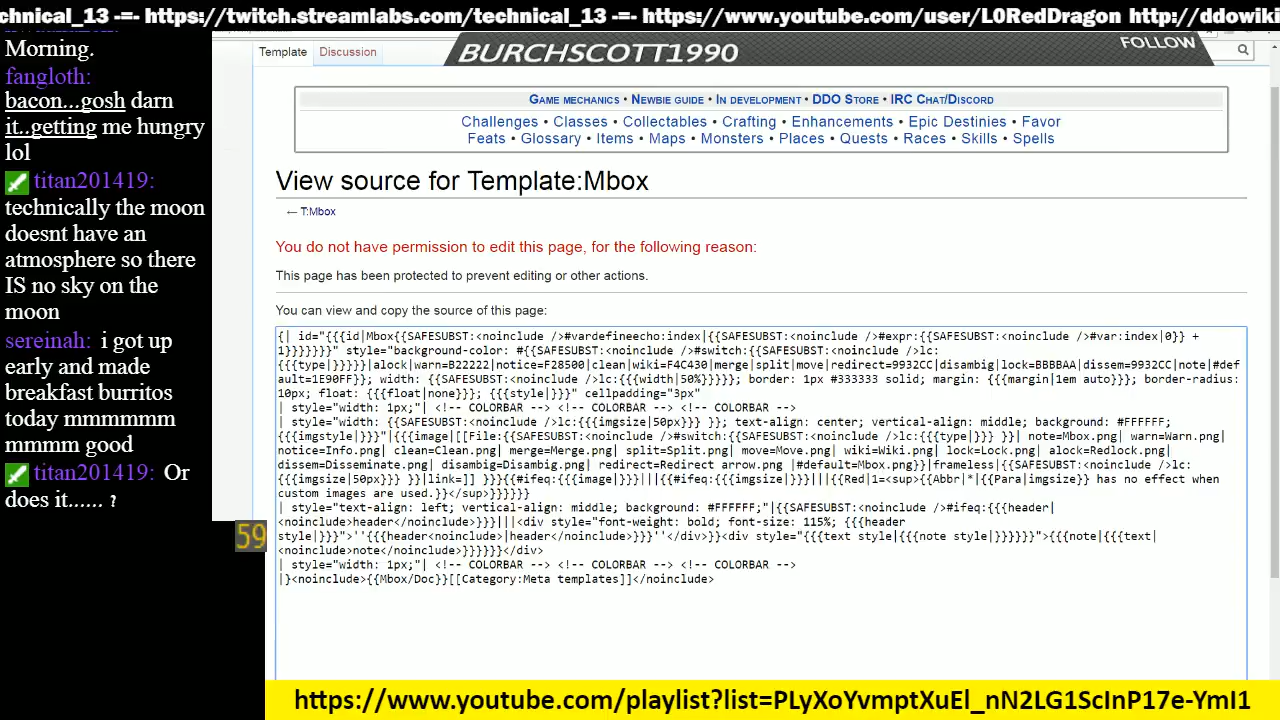 chnical_13 -=- https://twitch.streamlabs.com/technical_13 -=- https://www.youtube.com/user/L0RedDragon http://ddowiki
Morning.
fangloth:
bacon...gosh darn
it..getting me hungry
lol
titan201419:
technically the moon
doesnt have an
atmosphere so there
IS no sky on the
moon
sereinah: i got up
early and made
breakfast burritos
today mmmmmm
mmmm good
titan201419: Or
does it...... ?
59
Template Discussion
BURCHSCOTT1990
FOLLOW
Game mechanics • Newbie guide • In development • DDO Store • IRC Chat/Discord
Challenges • Classes • Collectables • Crafting • Enhancements • Epic Destinies • Favor
Feats • Glossary • Items • Maps • Monsters • Places • Quests • Races • Skills • Spells
View source for Template:Mbox
← T:Mbox
You do not have permission to edit this page, for the following reason:
This page has been protected to prevent editing or other actions.
You can view and copy the source of this page:
{| id="{{{id|Mbox{{SAFESUBST:<noinclude />#vardefineecho:index|{{SAFESUBST:<noinclude />#expr:{{SAFESUBST:<noinclude />#var:index|0}} +
1}}}}}}}" style="background-color: #{{SAFESUBST:<noinclude />#switch:{{SAFESUBST:<noinclude />lc:
{{{type|}}}}}|alock|warn=B22222|notice=F28500|clean|wiki=F4C430|merge|split|move|redirect=9932CC|disambig|lock=BBBBAA|dissem=9932CC|note|#def
ault=1E90FF}}; width: {{SAFESUBST:<noinclude />lc:{{{width|50%}}}}}; border: 1px #333333 solid; margin: {{{margin|1em auto}}}; border-radius:
10px; float: {{{float|none}}}; {{{style|}}}" cellpadding="3px"
| style="width: 1px;"| <!-- COLORBAR --> <!-- COLORBAR --> <!-- COLORBAR -->
| style="width: {{SAFESUBST:<noinclude />lc:{{{imgsize|50px}}} }}; text-align: center; vertical-align: middle; background: #FFFFFF;
{{{imgstyle|}}}"|{{{image|[[File:{{SAFESUBST:<noinclude />#switch:{{SAFESUBST:<noinclude />lc:{{{type|}}} }}| note=Mbox.png| warn=Warn.png|
notice=Info.png| clean=Clean.png| merge=Merge.png| split=Split.png| move=Move.png| wiki=Wiki.png| lock=Lock.png| alock=Redlock.png|
dissem=Disseminate.png| disambig=Disambig.png| redirect=Redirect arrow.png |#default=Mbox.png}}|frameless|{{SAFESUBST:<noinclude />lc:
{{{imgsize|50px}}} }}|link=]] }}}{{#ifeq:{{{image|}}}|||{{#ifeq:{{{imgsize|}}}|||{{Red|1=<sup>{{Abbr|*|{{Para|imgsize}} has no effect when
custom images are used.}}</sup>}}}}}}
| style="text-align: left; vertical-align: middle; background: #FFFFFF;"|{{SAFESUBST:<noinclude />#ifeq:{{{header|
<noinclude>header</noinclude>}}}|||<div style="font-weight: bold; font-size: 115%; {{{header
style|}}}">''{{{header<noinclude>|header</noinclude>}}}''</div>}}<div style="{{{text style|{{{note style|}}}}}}">{{{note|{{{text|
<noinclude>note</noinclude>}}}}}}</div>
| style="width: 1px;"| <!-- COLORBAR --> <!-- COLORBAR --> <!-- COLORBAR -->
|}<noinclude>{{Mbox/Doc}}[[Category:Meta templates]]</noinclude>
https://www.youtube.com/playlist?list=PLyXoYvmptXuEl_nN2LG1ScInP17e-YmI1